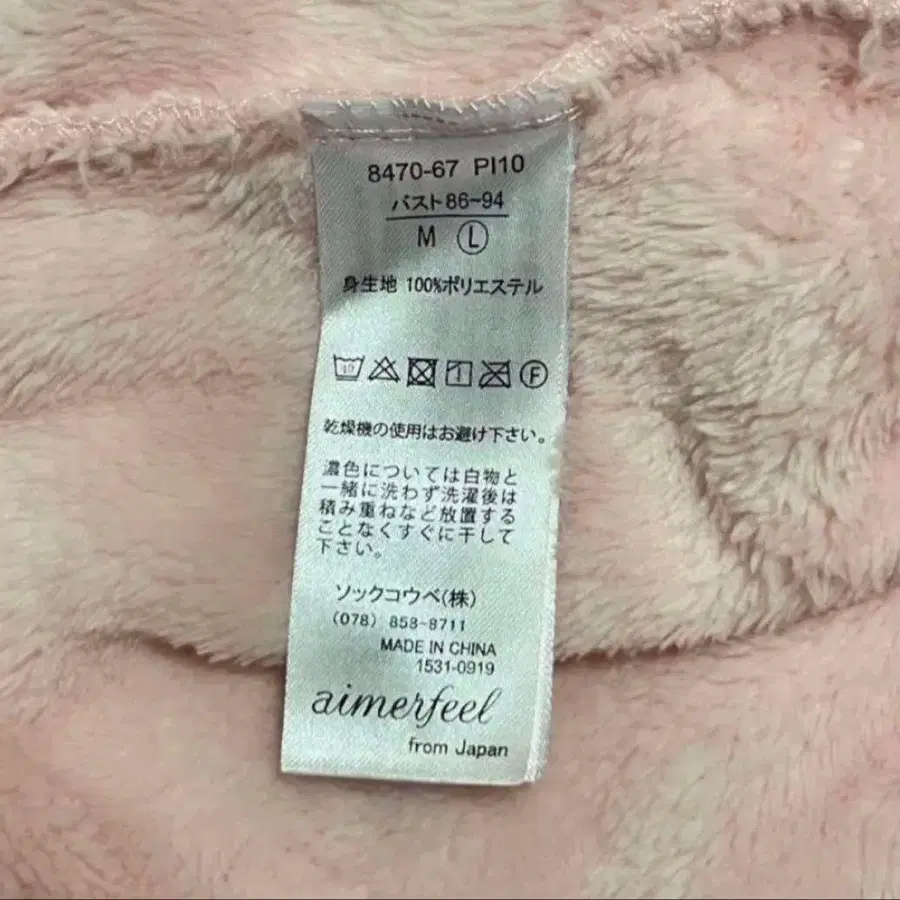 8470-67 PI10
バスト86-94
M Ⓛ
身生地 100%ポリエステル
40 Ⓕ
乾燥機の使用はお避け下さい。
濃色については白物と
一緒に洗わず洗濯後は
積み重ねなど放置する
ことなくすぐに干して
下さい。
ソックコウベ(株)
(078) 858-8711
MADE IN CHINA
1531-0919
aimerfeel
from Japan